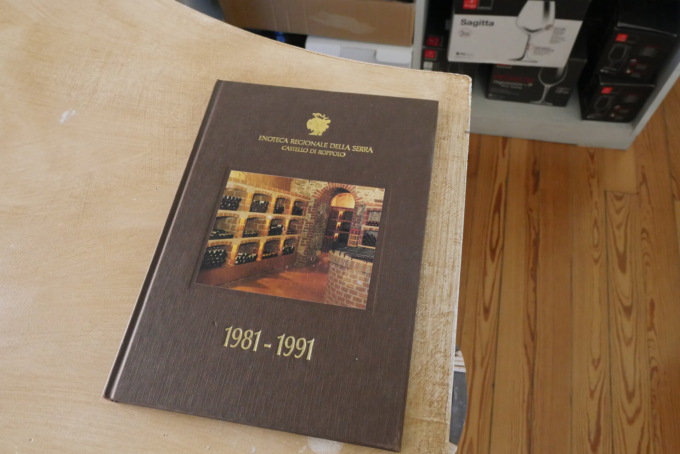 ENOTECA REGIONALE DELLA SERRA
CASTELLO DI ROPPOLO
1981 - 1991
Sagitta